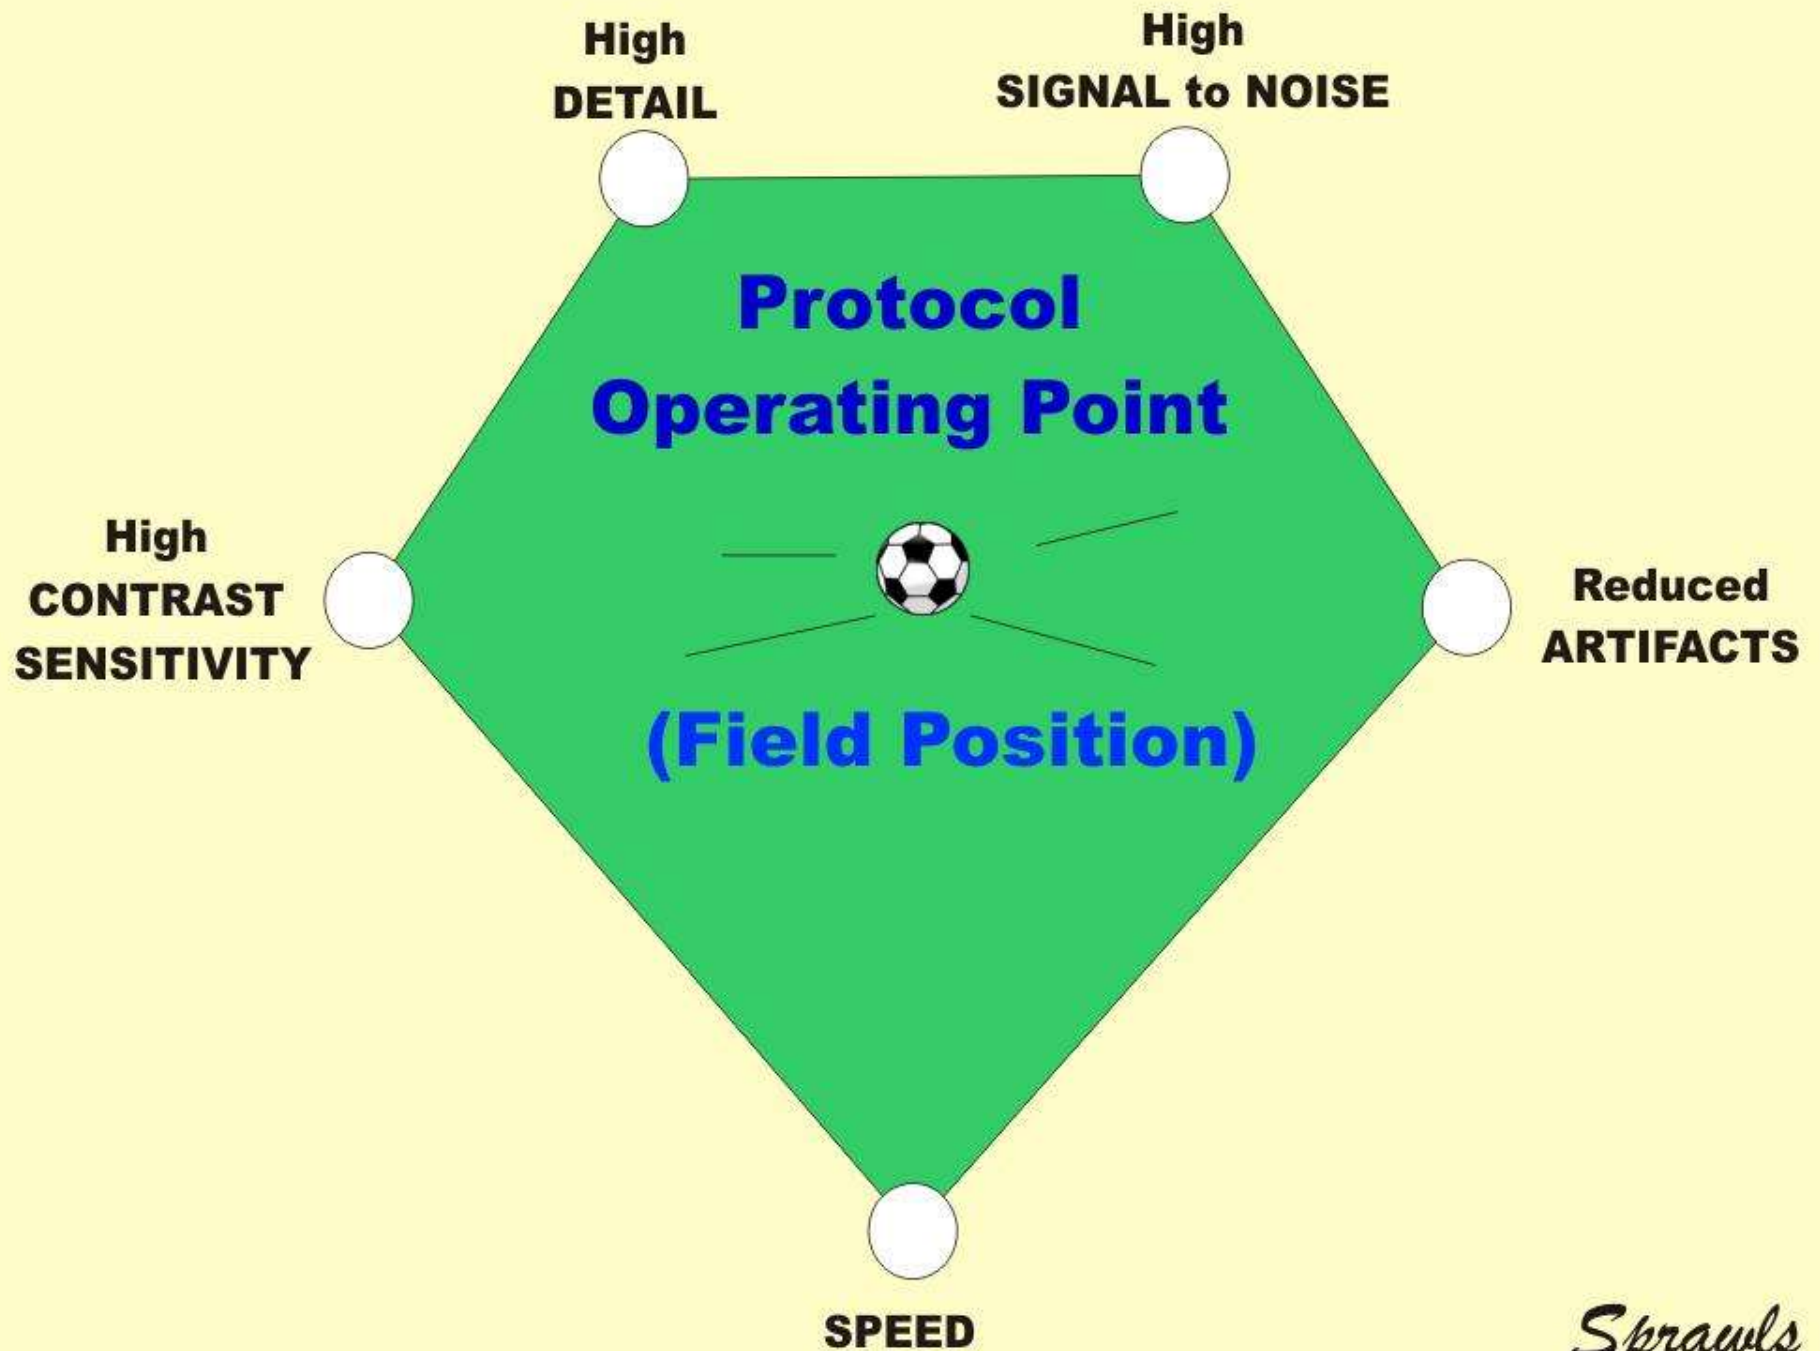 High
DETAIL
High
SIGNAL to NOISE
Protocol
Operating Point
High
CONTRAST
SENSITIVITY
Reduced
ARTIFACTS
(Field Position)
SPEED
Sprawls